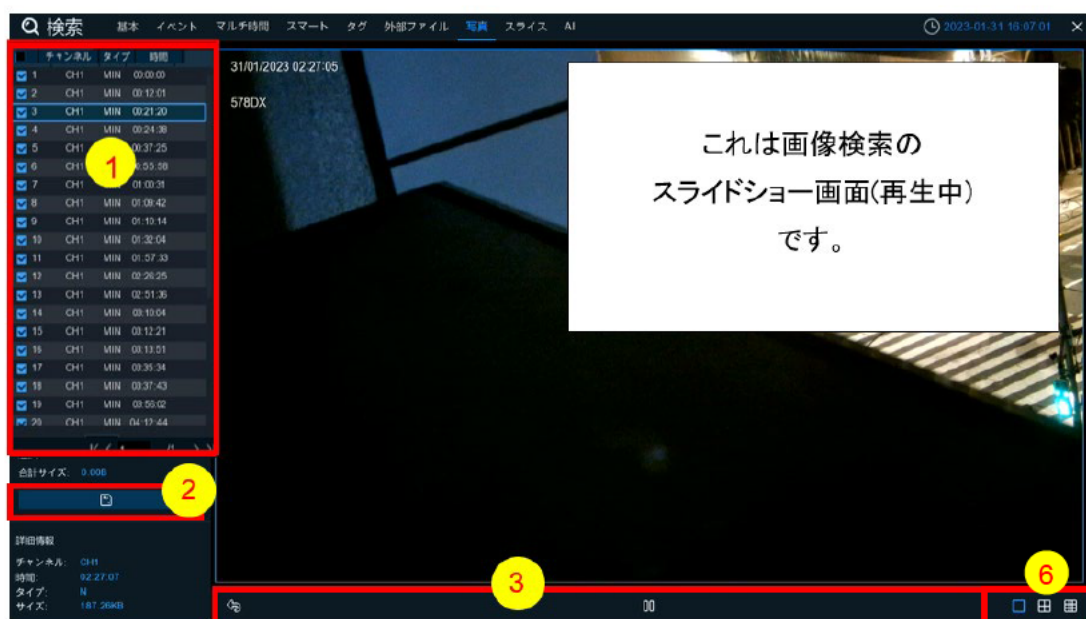 検索 基本 イベント マルチ時間 スマート タグ 外部ファイル 写真 スライス AI 2023-01-31 16:07:01
チャンネル タイプ 時間
1 CH1 MIN 00:00:00
2 CH1 MIN 00:12:01
3 CH1 MIN 00:21:20
4 CH1 MIN 00:24:38
5 CH1 00:37:25
6 CH1
7 CH1 01:00:31
8 CH1 MIN 01:09:42
9 CH1 MIN 01:10:14
10 CH1 MIN 01:32:04
11 CH1 MIN 01:57:33
12 CH1 MIN 02:26:25
13 CH1 MIN 02:51:36
14 CH1 MIN 03:10:04
15 CH1 MIN 03:12:21
16 CH1 MIN 03:13:51
17 CH1 MIN 03:35:34
18 CH1 MIN 03:37:43
19 CH1 MIN 03:56:02
20 CH1 MIN 04:12:44
1
合計サイズ: 0.00B
2
詳細情報
チャンネル: CH1
時間: 02:27:07
タイプ: N
サイズ: 187.26KB
31/01/2023 02:27:05
578DX
これは画像検索の
スライドショー画面(再生中)
です。
3
6